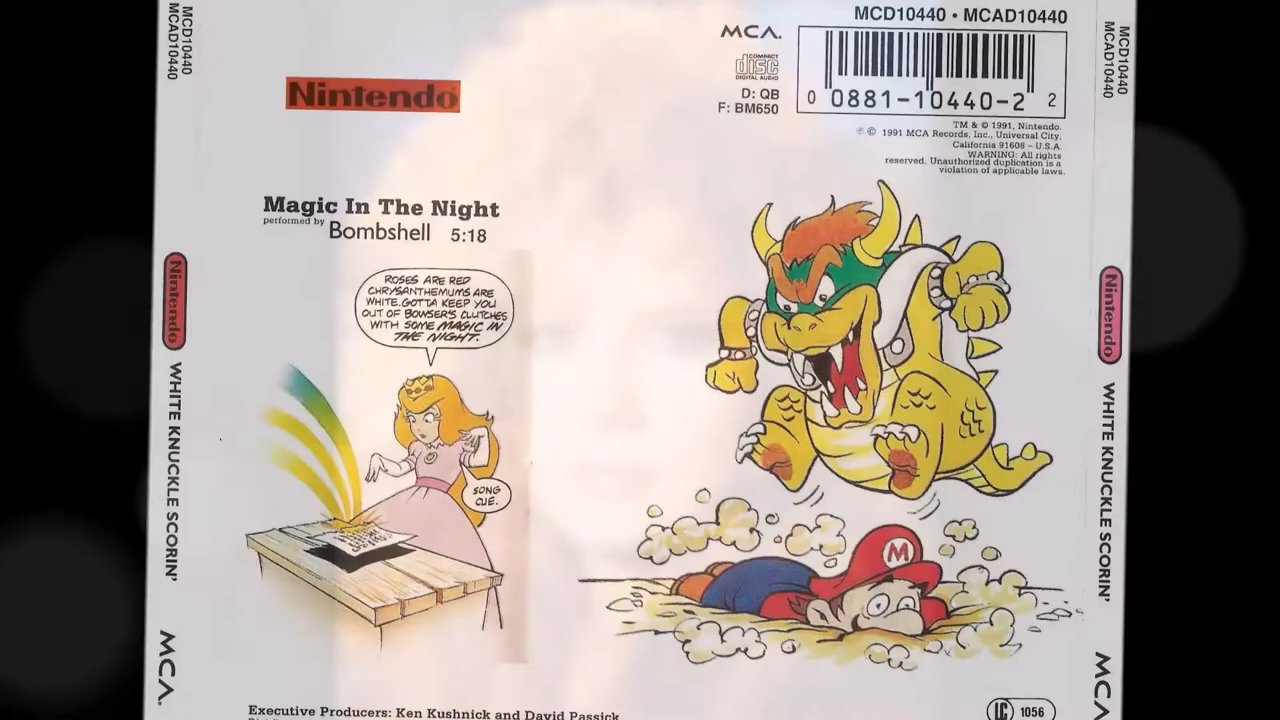 MCD10440
MCAD10440
Nintendo
WHITE KNUCKLE SCORIN'
MCA.
Nintendo
Magic In The Night
performed by
Bombshell 5:18
ROSES ARE RED
CHRYSANTHEMUMS ARE
WHITE. GOTTA KEEP YOU
OUT OF BOWSER'S CLUTCHES
WITH SOME MAGIC IN
THE NIGHT.
SONG
CUE.
MCD10440 • MCAD10440
MCA.
COMPACT
disc
DIGITAL AUDIO
D: QB
F: BM650
0 0881-10440-2 2
TM & © 1991, Nintendo.
℗ © 1991 MCA Records, Inc., Universal City,
California 91608 – U.S.A.
WARNING: All rights
reserved. Unauthorized duplication is a
violation of applicable laws.
M
Executive Producers: Ken Kushnick and David Passick
LC 1056
MCD10440
MCAD10440
Nintendo
WHITE KNUCKLE SCORIN'
MCA